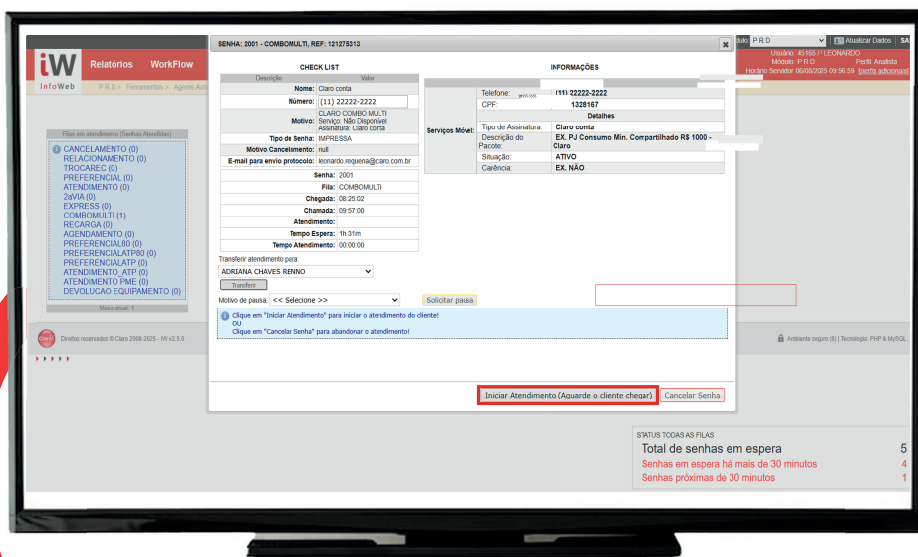 SENHA: 2001 - COMBOMULTI, REF: 121275313
dulo: P R D
Atualizar Dados
SA
iW
InfoWeb
Relatórios
WorkFlow
P R D > Ferramentas > Agente
Usuário: 45165 / / LEONARDO
Módulo: P R D
Perfil: Analista
Horário Servidor 06/08/2025 09:56:59 [perfis adicionais]
Filas em atendimento (Senhas Atendidas)
CANCELAMENTO (0)
RELACIONAMENTO (0)
TROCAREC (0)
PREFERENCIAL (0)
ATENDIMENTO (0)
2aVIA (0)
EXPRESS (0)
COMBOMULTI (1)
RECARGA (0)
AGENDAMENTO (0)
PREFERENCIAL80 (0)
PREFERENCIALATP80 (0)
PREFERENCIALATP (0)
ATENDIMENTO_ATP (0)
ATENDIMENTO PME (0)
DEVOLUCAO EQUIPAMENTO (0)
Mesa atual: 1
CHECK LIST
Descrição
Valor
Nome: Claro conta
Número: (11) 22222-2222
Motivo: CLARO COMBO MULTI
Serviço: Não Disponível
Assinatura: Claro conta
Tipo de Senha: IMPRESSA
Motivo Cancelamento: null
E-mail para envio protocolo: leonardo.requena@caro.com.br
Senha: 2001
Fila: COMBOMULTI
Chegada: 08:25:02
Chamada: 09:57:00
Atendimento:
Tempo Espera: 1h 31m
Tempo Atendimento: 00:00:00
INFORMAÇÕES
Serviços Móvel:
Telefone: (11) 22222-2222
CPF: 1328167
Detalhes
Tipo de Assinatura: Claro conta
Descrição do Pacote: EX. PJ Consumo Min. Compartilhado R$ 1000 -
Claro
Situação: ATIVO
Carência: EX. NÃO
Transferir atendimento para:
ADRIANA CHAVES RENNO
Transferir
Motivo de pausa: << Selecione >>
Solicitar pausa
Clique em "Iniciar Atendimento" para iniciar o atendimento do cliente!
OU
Clique em "Cancelar Senha" para abandonar o atendimento!
Claro
Direitos reservados © Claro 2008-2025 - IW v2.5.0
Ambiente seguro (6) | Tecnologia: PHP & MySQL
Iniciar Atendimento (Aguarde o cliente chegar)
Cancelar Senha
STATUS TODAS AS FILAS
Total de senhas em espera 5
Senhas em espera há mais de 30 minutos 4
Senhas próximas de 30 minutos 1